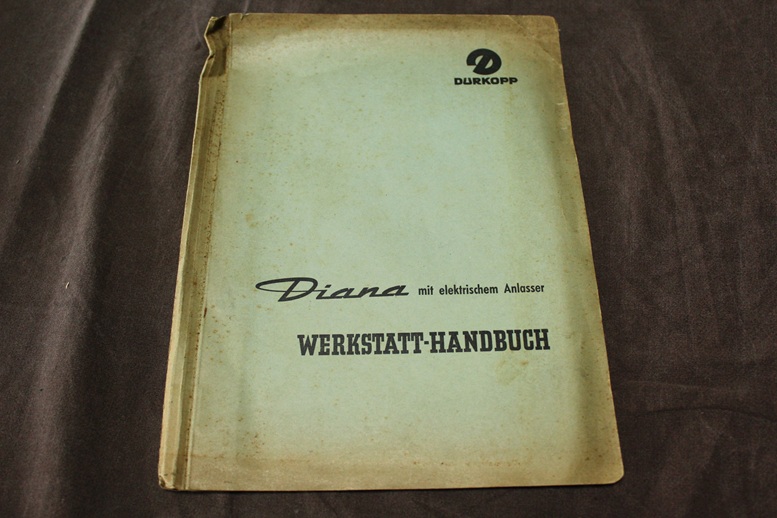 DÜRKOPP
Diana mit elektrischem Anlasser
WERKSTATT-HANDBUCH